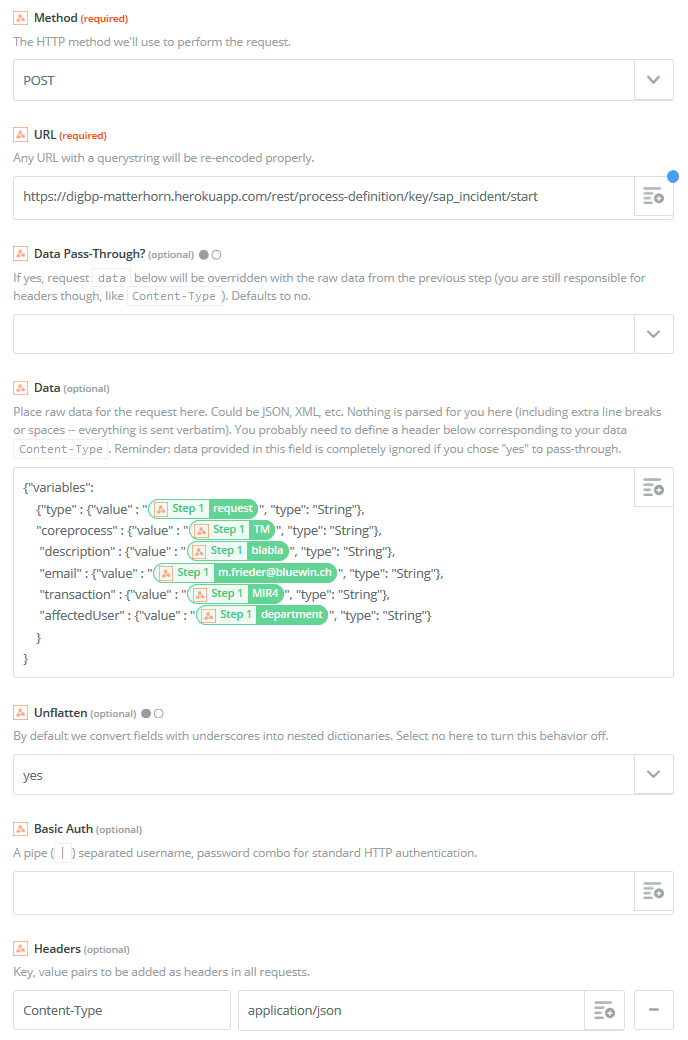 Method (required)
The HTTP method we'll use to perform the request.
POST
URL (required)
Any URL with a querystring will be re-encoded properly.
https://digbp-matterhorn.herokuapp.com/rest/process-definition/key/sap_incident/start
Data Pass-Through? (optional)
If yes, request data below will be overridden with the raw data from the previous step (you are still responsible for
headers though, like Content-Type ). Defaults to no.
Data (optional)
Place raw data for the request here. Could be JSON, XML, etc. Nothing is parsed for you here (including extra line breaks
or spaces -- everything is sent verbatim). You probably need to define a header below corresponding to your data
Content-Type . Reminder: data provided in this field is completely ignored if you chose "yes" to pass-through.
{"variables":
{"type" : {"value" : "Step 1 request", "type": "String"},
"coreprocess" : {"value" : "Step 1 TM", "type": "String"},
"description" : {"value" : "Step 1 blabla", "type": "String"},
"email" : {"value" : "Step 1 m.frieder@bluewin.ch", "type": "String"},
"transaction" : {"value" : "Step 1 MIR4", "type": "String"},
"affectedUser" : {"value" : "Step 1 department", "type": "String"}
}
}
Unflatten (optional)
By default we convert fields with underscores into nested dictionaries. Select no here to turn this behavior off.
yes
Basic Auth (optional)
A pipe ( | ) separated username, password combo for standard HTTP authentication.
Headers (optional)
Key, value pairs to be added as headers in all requests.
Content-Type application/json